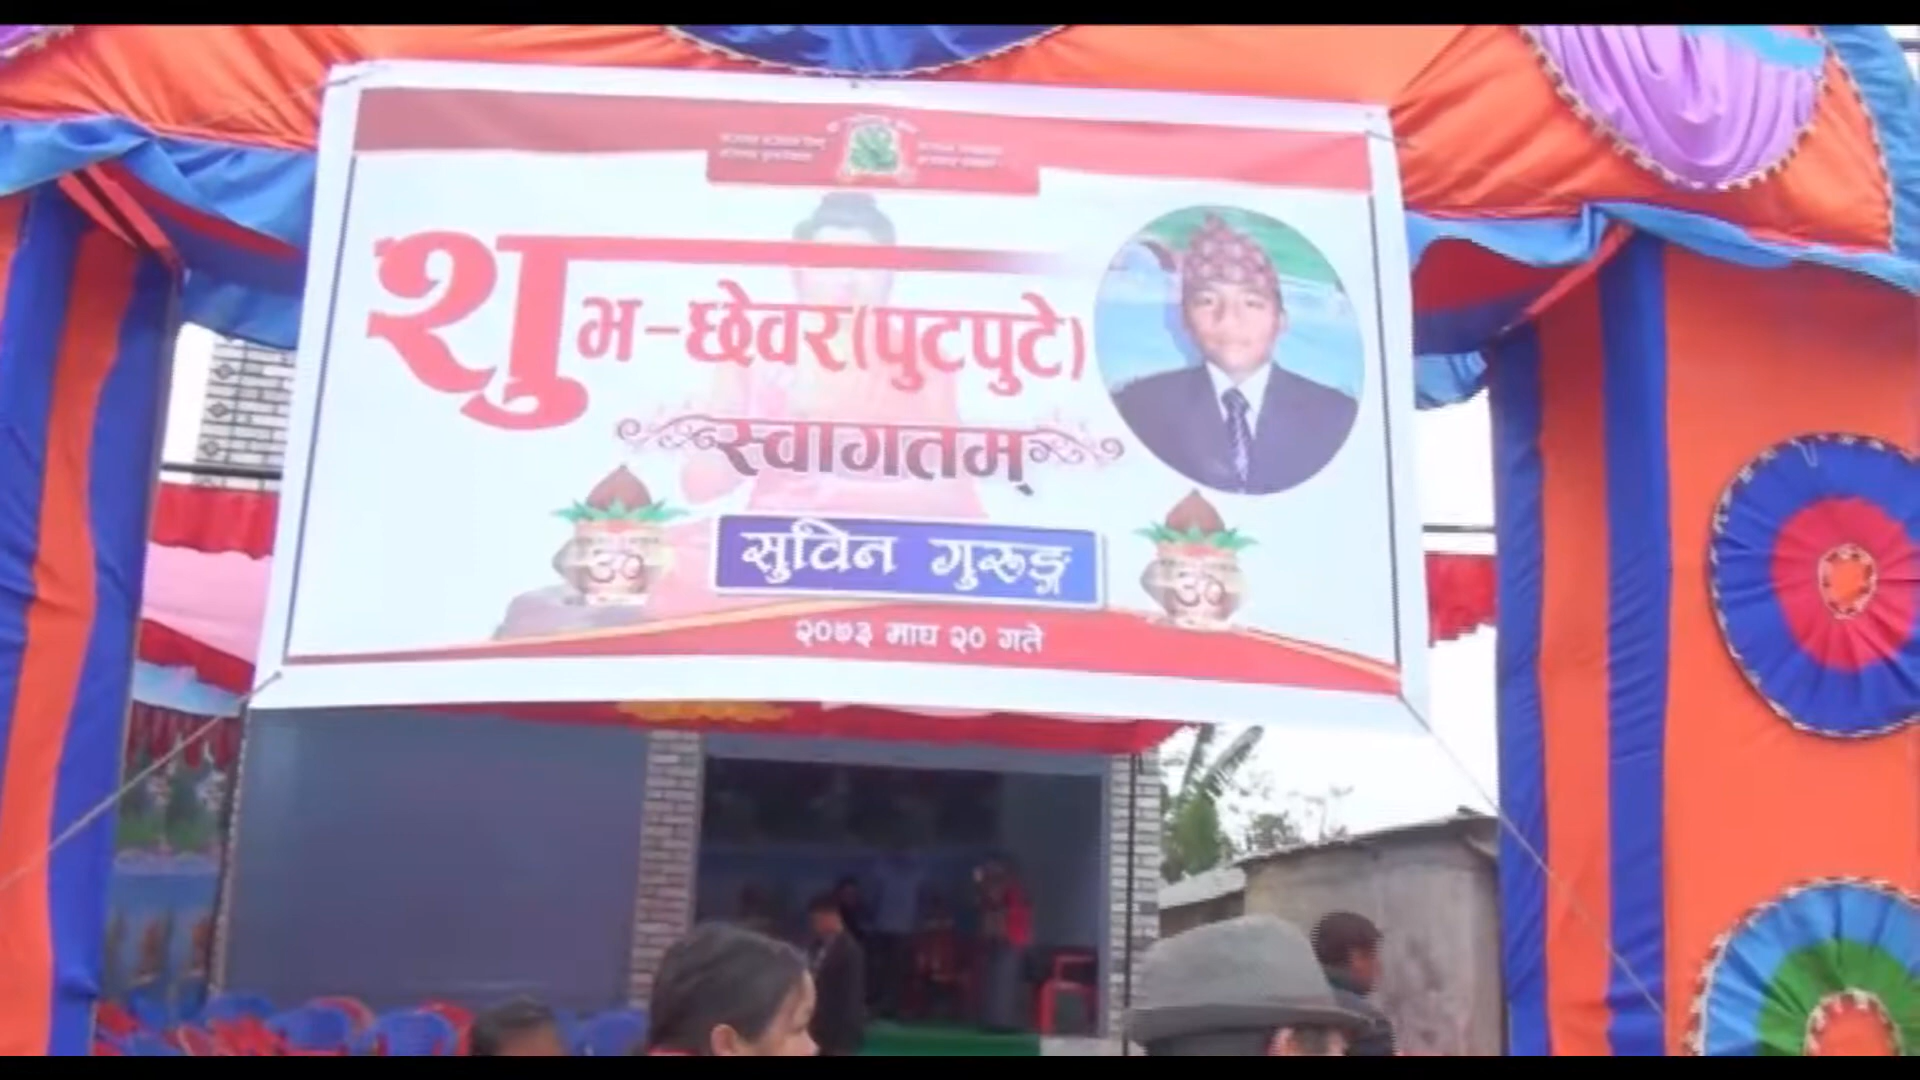 शुभ-छेवर(पुटपुटे)
स्वागतम्
सुविन गुरुङ्ग
२०७३ माघ २० गते